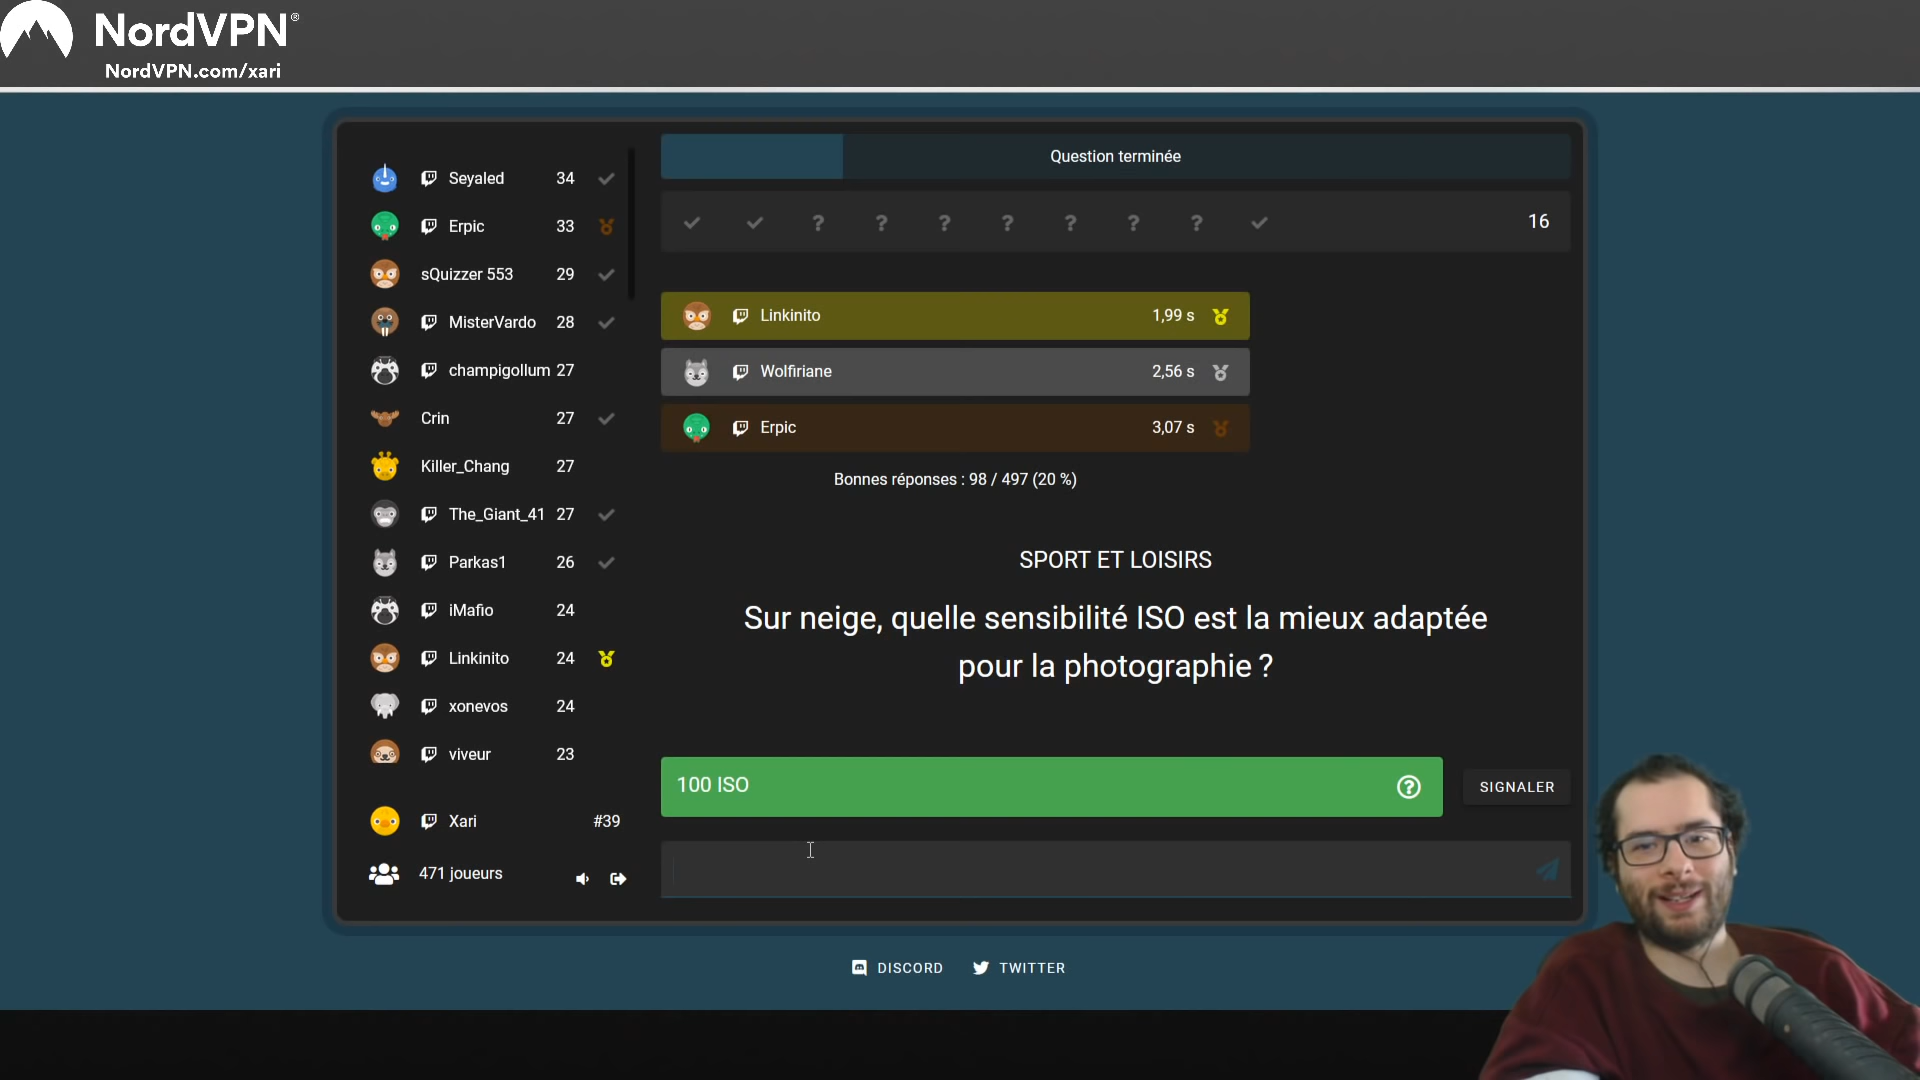 NordVPN®
NordVPN.com/xari
Seyaled 34
Erpic 33
sQuizzer 553 29
MisterVardo 28
champigollum 27
Crin 27
Killer_Chang 27
The_Giant_41 27
Parkas1 26
iMafio 24
Linkinito 24
xonevos 24
viveur 23
Xari #39
471 joueurs
Question terminée
? ? ? ? ? ? ? 16
Linkinito 1,99 s
Wolfiriane 2,56 s
Erpic 3,07 s
Bonnes réponses : 98 / 497 (20 %)
SPORT ET LOISIRS
Sur neige, quelle sensibilité ISO est la mieux adaptée
pour la photographie ?
100 ISO ?
SIGNALER
DISCORD TWITTER